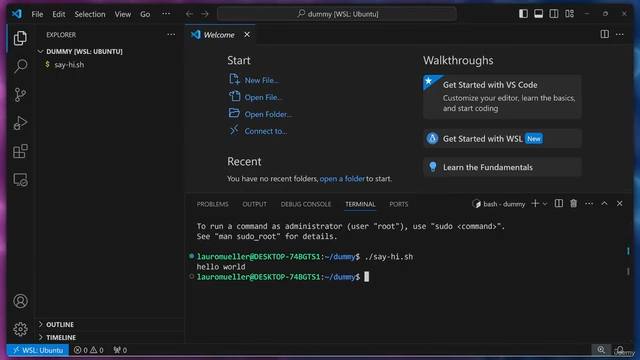 File Edit Selection View Go ···
dummy [WSL: Ubuntu]
EXPLORER
DUMMY [WSL: UBUNTU]
$ say-hi.sh
OUTLINE
TIMELINE
Welcome
Start
New File...
Open File...
Open Folder...
Connect to...
Recent
You have no recent folders, open a folder to start.
Walkthroughs
Get Started with VS Code
Customize your editor, learn the basics, and start coding
Get Started with WSL New
Learn the Fundamentals
PROBLEMS OUTPUT DEBUG CONSOLE TERMINAL PORTS
bash - dummy
To run a command as administrator (user "root"), use "sudo <command>".
See "man sudo_root" for details.
lauromueller@DESKTOP-74BGTS1:~/dummy$ ./say-hi.sh
hello world
lauromueller@DESKTOP-74BGTS1:~/dummy$
WSL: Ubuntu 0 0 0
Udemy